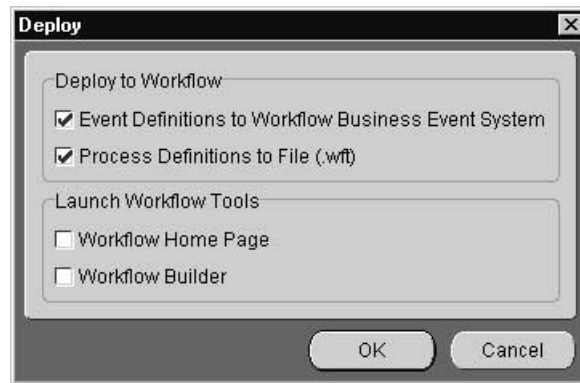 Deploy
Deploy to Workflow
Event Definitions to Workflow Business Event System
Process Definitions to File (.wft)
Launch Workflow Tools
Workflow Home Page
Workflow Builder
OK
Cancel